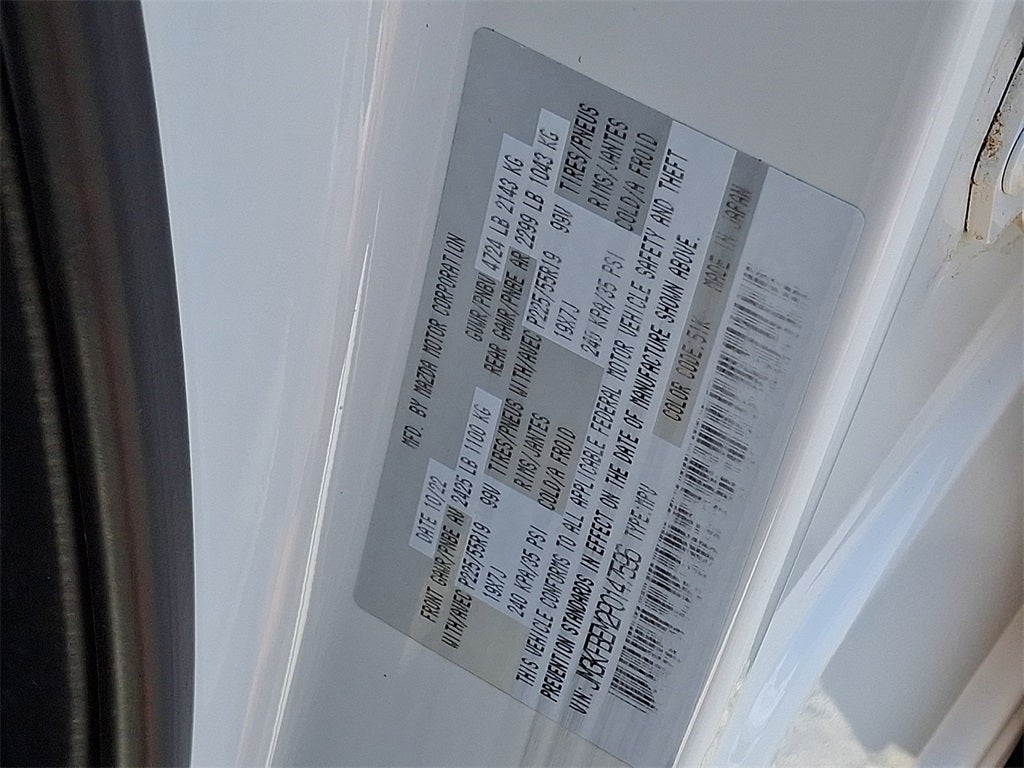 MFD. BY MAZDA MOTOR CORPORATION
DATE 10/22 GVWR/PNBV 4724 LB 2143 KG
FRONT GAWR/PNBE AV 2425 LB 1100 KG REAR GAWR/PNBE AR 2299 LB 1043 KG
WITH/AVEC P225/55R19 99V TIRES/PNEUS WITH/AVEC P225/55R19 99V TIRES/PNEUS
19X7J RIMS/JANTES 19X7J RIMS/JANTES
240 KPA/35 PSI COLD/A FROID 240 KPA/35 PSI COLD/A FROID
THIS VEHICLE CONFORMS TO ALL APPLICABLE FEDERAL MOTOR VEHICLE SAFETY AND THEFT
PREVENTION STANDARDS IN EFFECT ON THE DATE OF MANUFACTURE SHOWN ABOVE.
VIN: JM3KFBEM2P0147596 TYPE:MPV COLOR CODE:51K MADE IN JAPAN